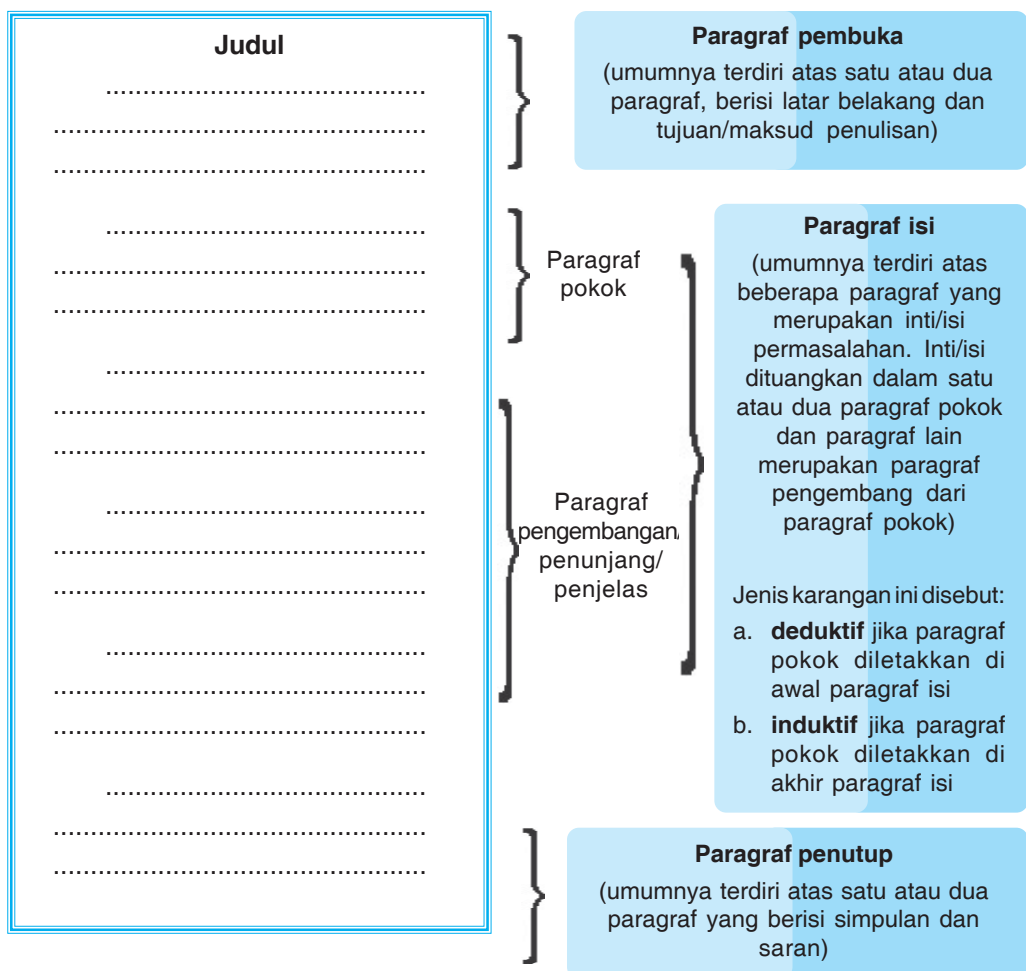 Judul
...........................................
..................................................
..................................................
...........................................
..................................................
..................................................
...........................................
..................................................
..................................................
...........................................
..................................................
..................................................
...........................................
..................................................
..................................................
...........................................
..................................................
..................................................
Paragraf pembuka
(umumnya terdiri atas satu atau dua
paragraf, berisi latar belakang dan
tujuan/maksud penulisan)
Paragraf
pokok
Paragraf
pengembangan/
penunjang/
penjelas
Paragraf isi
(umumnya terdiri atas
beberapa paragraf yang
merupakan inti/isi
permasalahan. Inti/isi
dituangkan dalam satu
atau dua paragraf pokok
dan paragraf lain
merupakan paragraf
pengembang dari
paragraf pokok)
Jenis karangan ini disebut:
a. deduktif jika paragraf
pokok diletakkan di
awal paragraf isi
b. induktif jika paragraf
pokok diletakkan di
akhir paragraf isi
Paragraf penutup
(umumnya terdiri atas satu atau dua
paragraf yang berisi simpulan dan
saran)